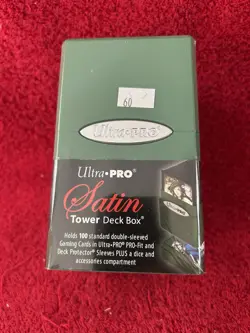 60
Ultra•PRO®
Ultra•PRO®
Satin
Tower Deck Box®
Holds 100 standard double-sleeved
Gaming Cards in Ultra•PRO® PRO-Fit and
Deck Protector® Sleeves PLUS a dice and
accessories compartment